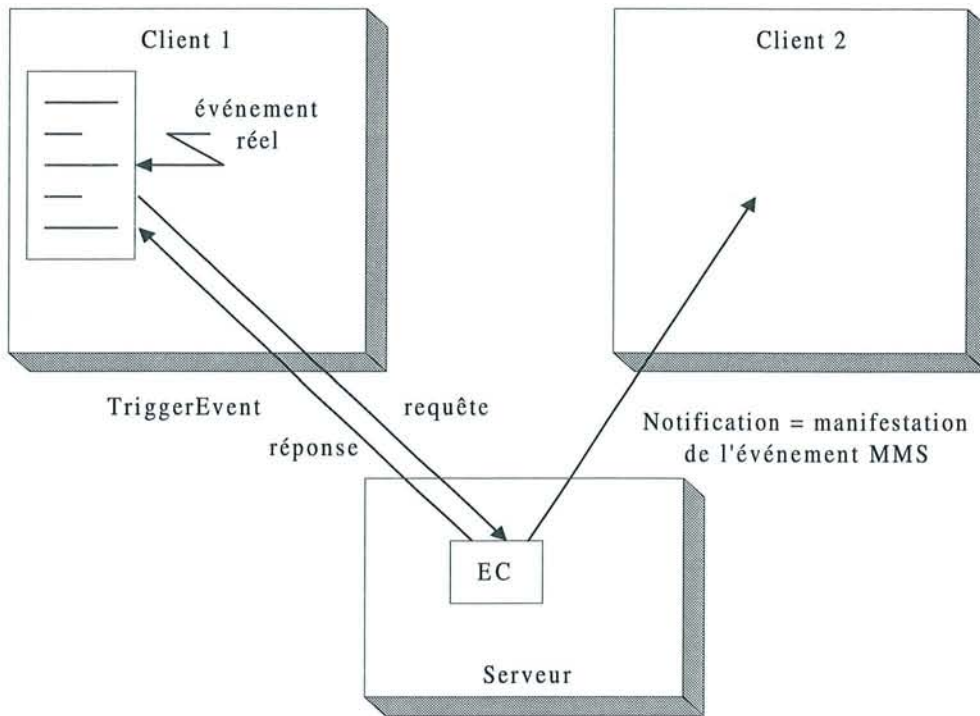 Client 1
Client 2
événement
réel
TriggerEvent
requête
réponse
Notification = manifestation
de l'événement MMS
EC
Serveur